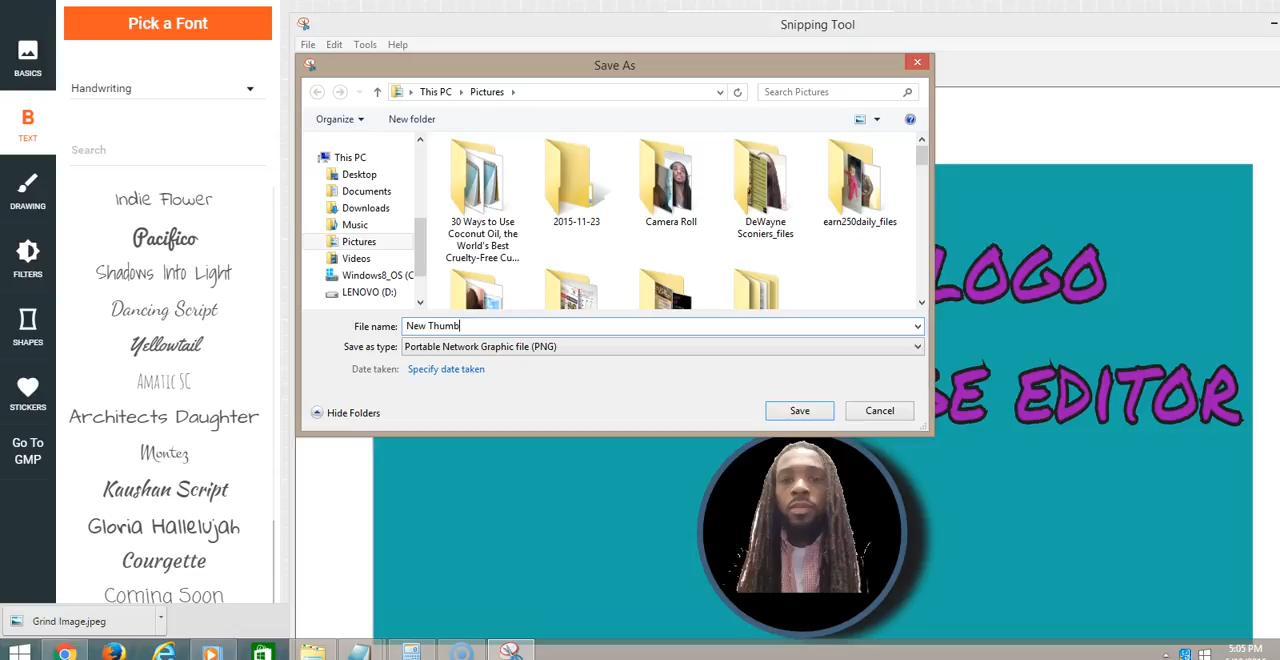 Pick a Font
BASICS
Handwriting
TEXT
Search
Indie Flower
DRAWING
Pacifico
Shadows Into Light
FILTERS
Dancing Script
Yellowtail
SHAPES
Amatic SC
Architects Daughter
STICKERS
Montez
Go To
GMP
Kaushan Script
Gloria Hallelujah
Courgette
Coming Soon
Grind Image.jpeg
Snipping Tool
File Edit Tools Help
Save As
This PC Pictures
Search Pictures
Organize New folder
This PC
Desktop
Documents
Downloads
Music
Pictures
Videos
Windows8_OS (C
LENOVO (D:)
30 Ways to Use
Coconut Oil, the
World's Best
Cruelty-Free Cu...
2015-11-23
Camera Roll
DeWayne
Sconiers_files
earn250daily_files
File name: New Thumb
Save as type: Portable Network Graphic file (PNG)
Date taken: Specify date taken
Hide Folders
Save Cancel
LOGO
SE EDITOR
5:05 PM